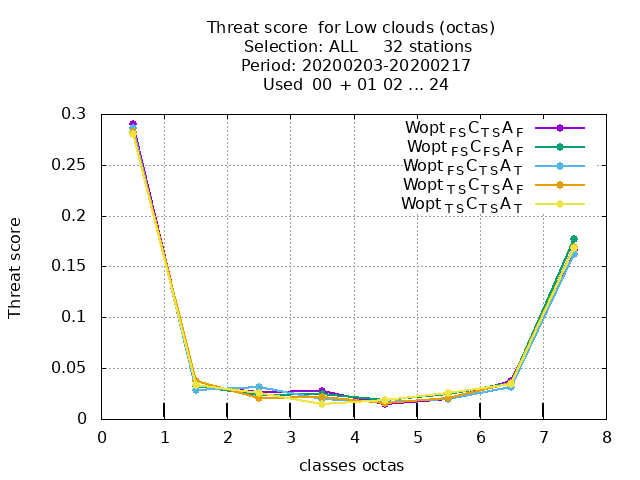 Threat score  for Low clouds (octas)
Selection: ALL     32 stations
Period: 20200203-20200217
Used  00 + 01 02 ... 24
Threat score
0.3
0.25
0.2
0.15
0.1
0.05
0
Wopt FS C TS A F
Wopt FS C FS A F
Wopt FS C TS A T
Wopt TS C TS A F
Wopt TS C TS A T
0 1 2 3 4 5 6 7 8
classes octas